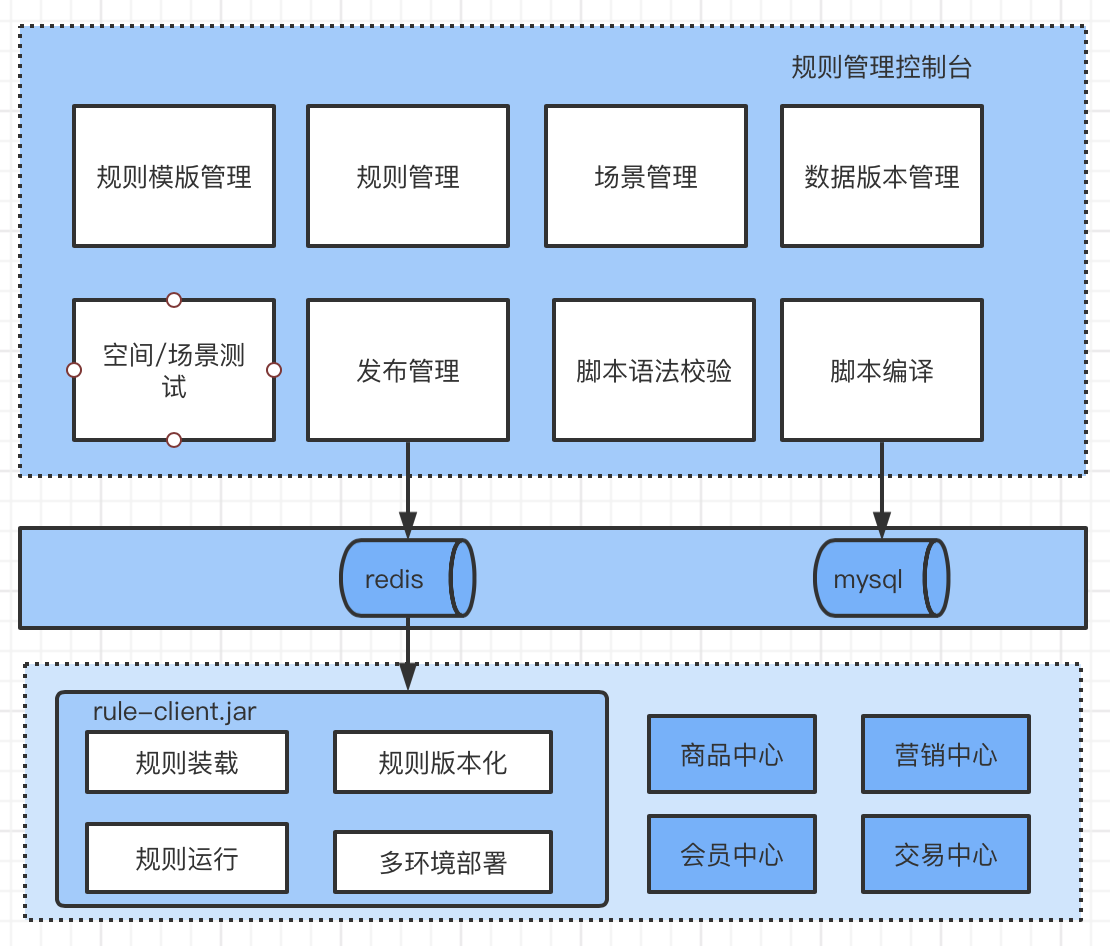 规则管理控制台
规则模版管理
规则管理
场景管理
数据版本管理
空间/场景测
试
发布管理
脚本语法校验
脚本编译
redis
mysql
rule-client.jar
规则装载
规则版本化
商品中心
营销中心
规则运行
多环境部署
会员中心
交易中心